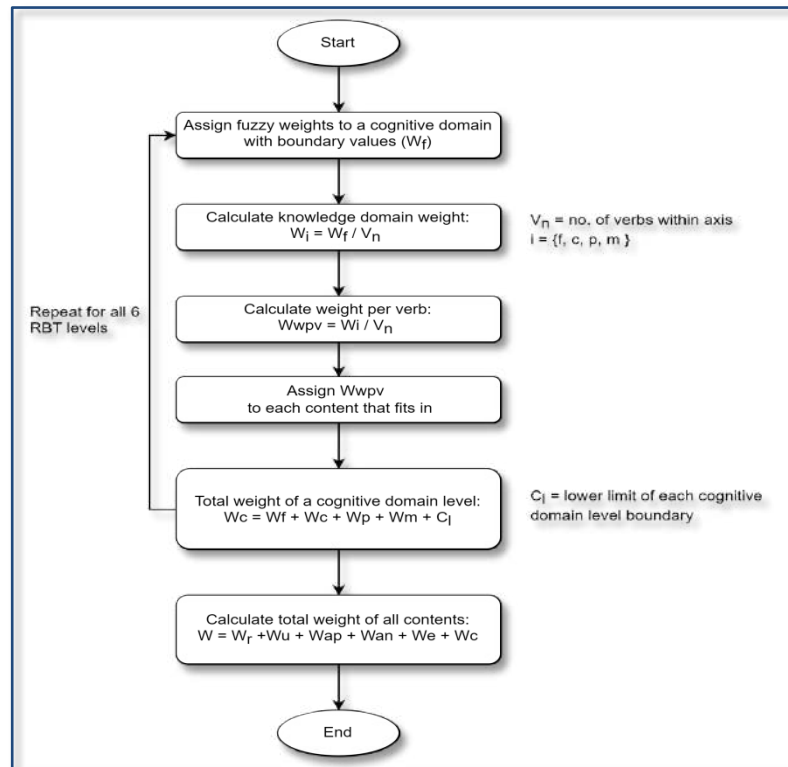 Start
Assign fuzzy weights to a cognitive domain
with boundary values (Wf)
Calculate knowledge domain weight:
Wi = Wf / Vn
Vn = no. of verbs within axis
i = {f, c, p, m }
Calculate weight per verb:
Wwpv = Wi / Vn
Repeat for all 6
RBT levels
Assign Wwpv
to each content that fits in
Total weight of a cognitive domain level:
Wc = Wf + Wc + Wp + Wm + Cl
Cl = lower limit of each cognitive
domain level boundary
Calculate total weight of all contents:
W = Wr +Wu + Wap + Wan + We + Wc
End